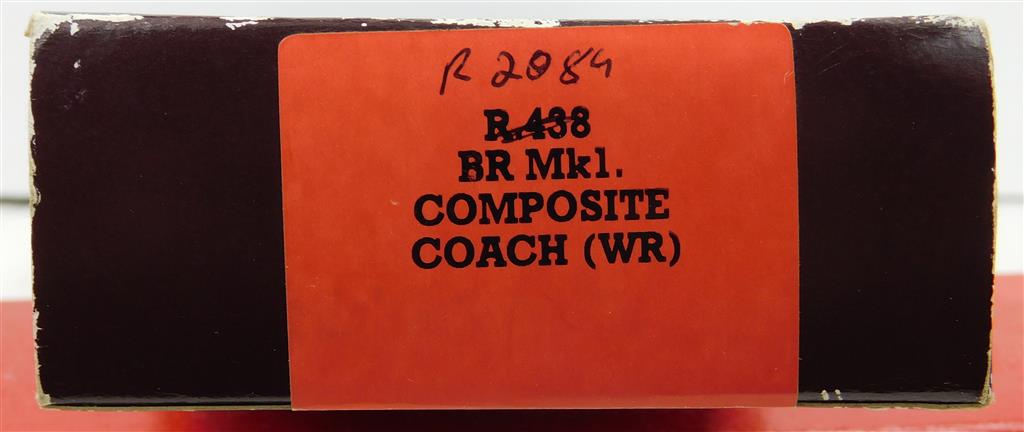 R 2084
R.438
BR Mk1.
COMPOSITE
COACH (WR)